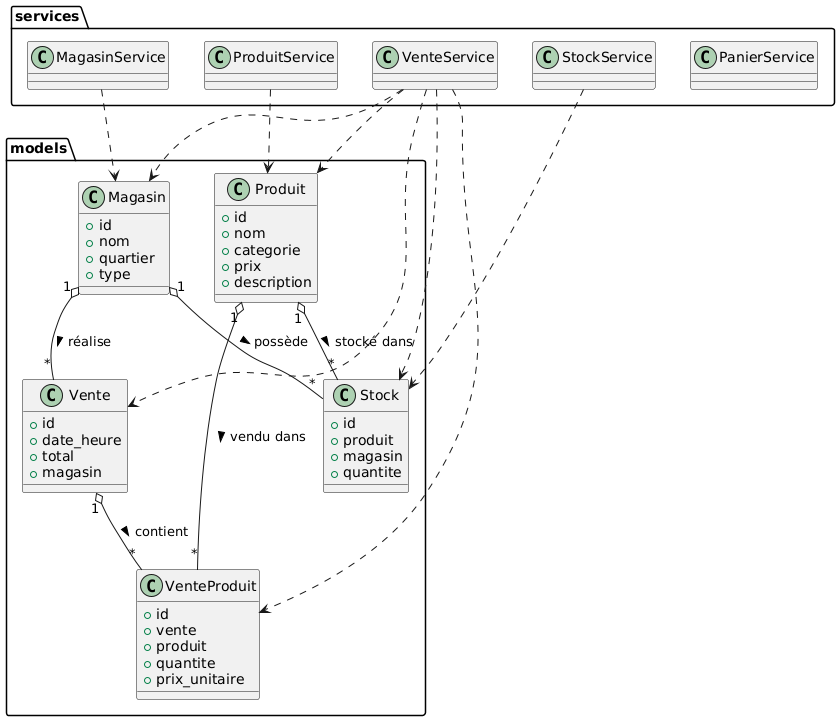 services
C MagasinService
C ProduitService
C VenteService
C StockService
C PanierService
models
C Magasin
id
nom
quartier
type
C Produit
id
nom
categorie
prix
description
1
1
1
1
réalise
possède
stocké dans
*
*
*
C Vente
id
date_heure
total
magasin
C Stock
id
produit
magasin
quantite
vendu dans
1
contient
*
*
C VenteProduit
id
vente
produit
quantite
prix_unitaire